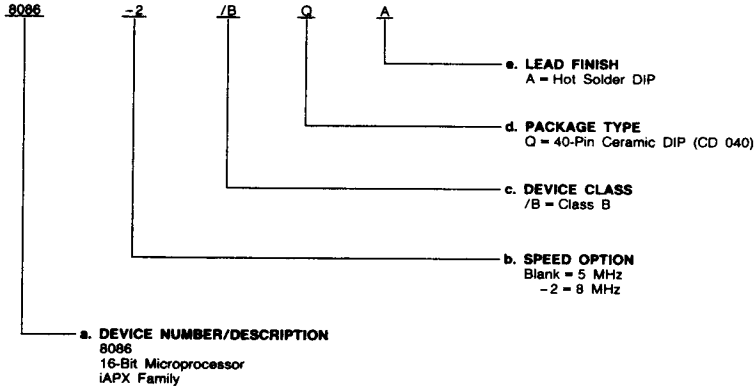 8086 -2 /B Q A
e. LEAD FINISH
A = Hot Solder DIP
d. PACKAGE TYPE
Q = 40-Pin Ceramic DIP (CD 040)
c. DEVICE CLASS
/B = Class B
b. SPEED OPTION
Blank = 5 MHz
-2 = 8 MHz
a. DEVICE NUMBER/DESCRIPTION
8086
16-Bit Microprocessor
iAPX Family